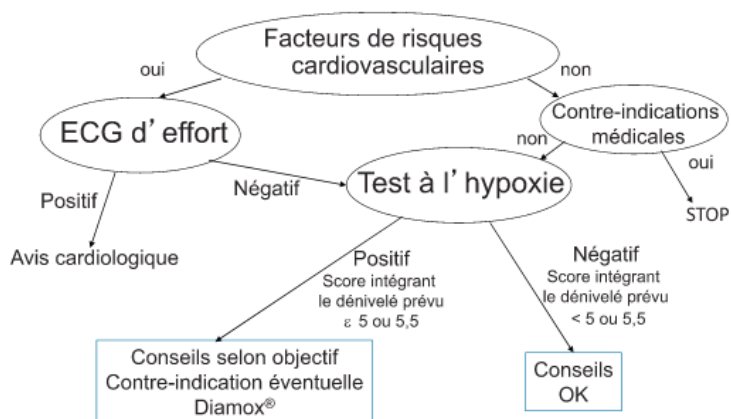 Facteurs de risques
cardiovasculaires
oui
non
ECG d'effort
Contre-indications
médicales
non
oui
Test à l'hypoxie
Positif
Négatif
STOP
Avis cardiologique
Positif
Score intégrant
le dénivelé prévu
ε 5 ou 5,5
Négatif
Score intégrant
le dénivelé prévu
< 5 ou 5,5
Conseils selon objectif
Contre-indication éventuelle
Diamox®
Conseils
OK